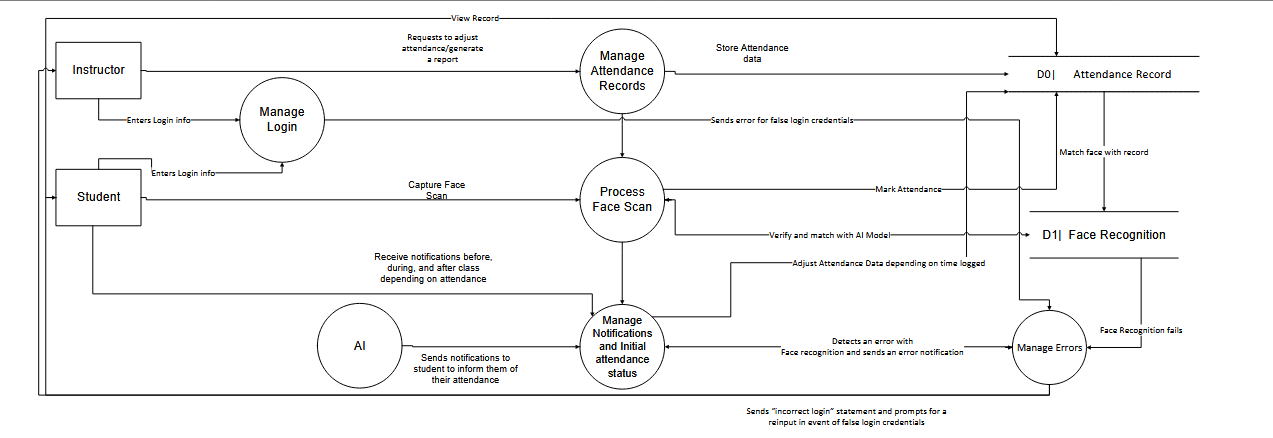 View Record
Requests to adjust
attendance/generate
a report
Instructor
Manage
Attendance
Records
Store Attendance
data
D0| Attendance Record
Manage
Login
Enters Login info
Sends error for false login credentials
Match face with record
Enters Login info
Student
Capture Face
Scan
Process
Face Scan
Mark Attendance
Verify and match with AI Model
D1| Face Recognition
Receive notifications before,
during, and after class
depending on attendance
Adjust Attendance Data depending on time logged
AI
Sends notifications to
student to inform them of
their attendance
Manage
Notifications
and Initial
attendance
status
Detects an error with
Face recognition and sends an error notification
Manage Errors
Face Recognition fails
Sends "incorrect login" statement and prompts for a
reinput in event of false login credentials